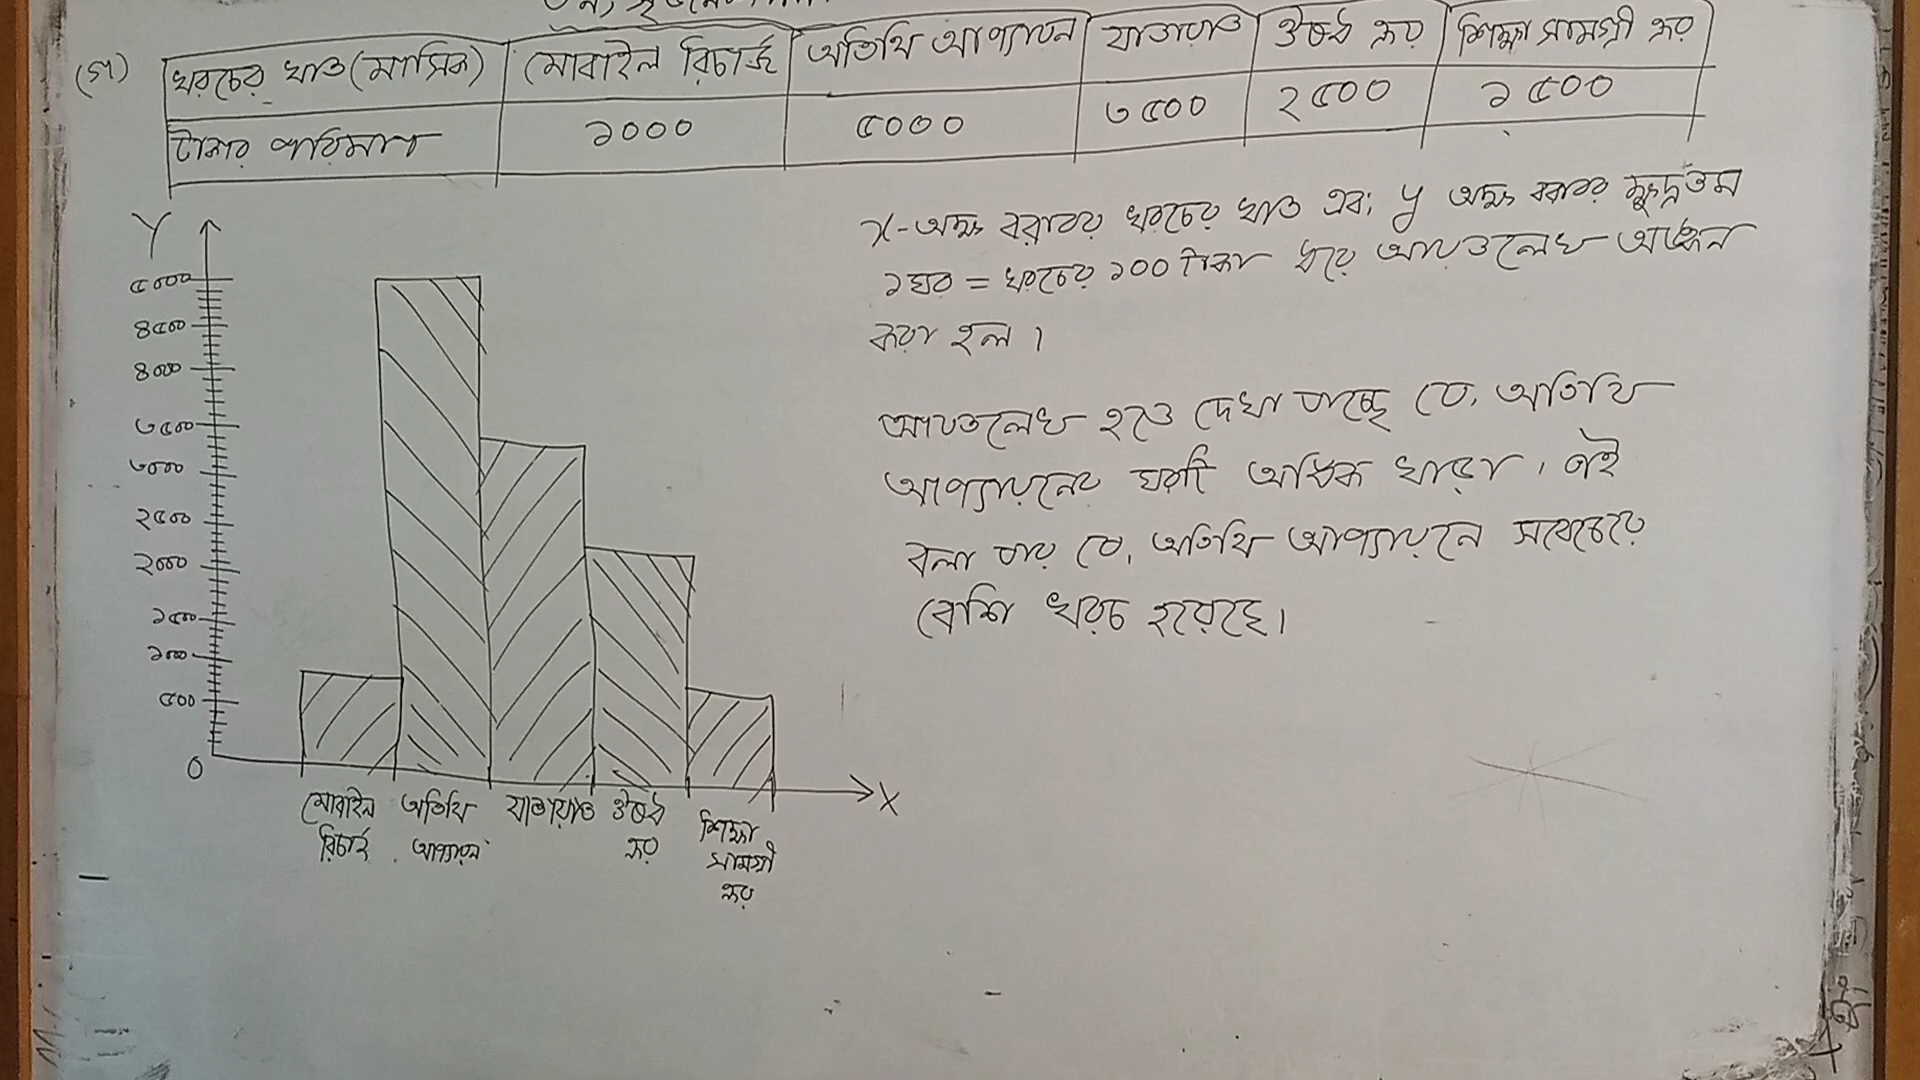 (গ)
খরচের খাত (মাসিক) মোবাইল রিচার্জ অতিথি আপ্যায়ন যাতায়াত ঔষধ ক্রয় শিক্ষা সামগ্রী ক্রয়
টাকার পরিমাণ ১০০০ ৫০০০ ৩৫০০ ২৫০০ ১৫০০
x-অক্ষ বরাবর খরচের খাত এবং y অক্ষ বরাবর ক্ষুদ্রতম
১ ঘর = খরচের ১০০ টাকা ধরে আয়তলেখ অঙ্কন
করা হল।
আয়তলেখ হতে দেখা যাচ্ছে যে, অতিথি
আপ্যায়নের ঘরটি অধিক খাড়া, তাই
বলা যায় যে, অতিথি আপ্যায়নে সবচেয়ে
বেশি খরচ হয়েছে।
Y
৫০০০
৪৫০০
৪০০০
৩৫০০
৩০০০
২৫০০
২০০০
১৫০০
১০০০
৫০০
0
X
মোবাইল অতিথি যাতায়াত ঔষধ শিক্ষা
রিচার্জ আপ্যায়ন ক্রয় সামগ্রী
ক্রয়